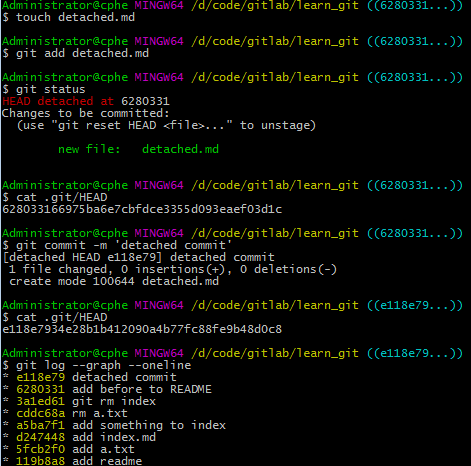 Administrator@cphe MINGW64 /d/code/gitlab/learn_git ((6280331...))
$ touch detached.md
Administrator@cphe MINGW64 /d/code/gitlab/learn_git ((6280331...))
$ git add detached.md
Administrator@cphe MINGW64 /d/code/gitlab/learn_git ((6280331...))
$ git status
HEAD detached at 6280331
Changes to be committed:
(use "git reset HEAD <file>..." to unstage)
new file: detached.md
Administrator@cphe MINGW64 /d/code/gitlab/learn_git ((6280331...))
$ cat .git/HEAD
628033166975ba6e7cbfdce3355d093eaef03d1c
Administrator@cphe MINGW64 /d/code/gitlab/learn_git ((6280331...))
$ git commit -m 'detached commit'
[detached HEAD e118e79] detached commit
1 file changed, 0 insertions(+), 0 deletions(-)
create mode 100644 detached.md
Administrator@cphe MINGW64 /d/code/gitlab/learn_git ((e118e79...))
$ cat .git/HEAD
e118e7934e28b1b412090a4b77fc88fe9b48d0c8
Administrator@cphe MINGW64 /d/code/gitlab/learn_git ((e118e79...))
$ git log --graph --oneline
* e118e79 detached commit
* 6280331 add before to README
* 3a1ed61 git rm index
* cddc68a rm a.txt
* a5ba7f1 add something to index
* d247448 add index.md
* 5fcb2f0 add a.txt
* 119b8a8 add readme